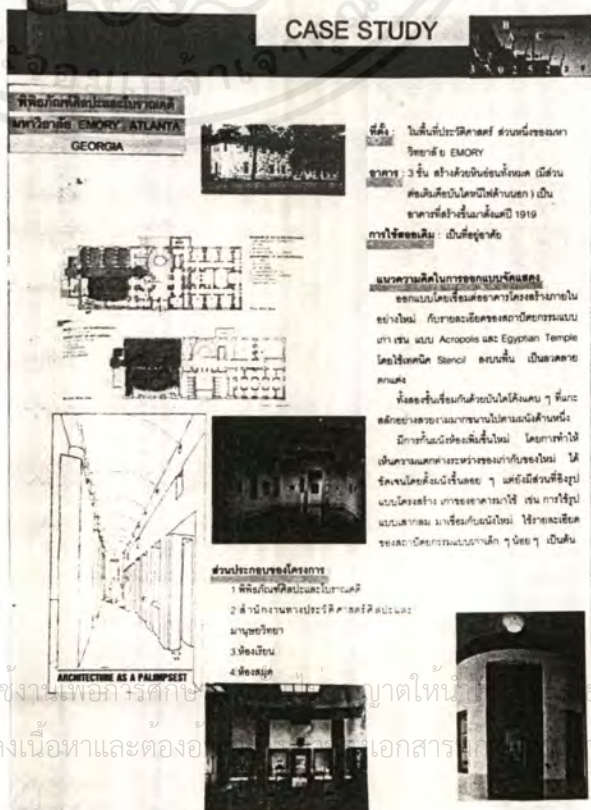 CASE STUDY
พิพิธภัณฑ์ศิลปะและโบราณคดี
มหาวิทยาลัย EMORY ATLANTA
GEORGIA
ที่ตั้ง : ในพื้นที่ประวัติศาสตร์ ส่วนหนึ่งของมหา
วิทยาลัย EMORY
อาคาร : 3 ชั้น สร้างด้วยหินอ่อนทั้งหมด (มีส่วน
ต่อเติมคือบันไดหนีไฟด้านนอก ) เป็น
อาคารที่สร้างขึ้นมาตั้งแต่ปี 1919
การใช้สอยเดิม : เป็นที่อยู่อาศัย
แนวความคิดในการออกแบบจัดแสดง
ออกแบบโดยเชื่อมต่ออาคารโครงสร้างภายใน
อย่างใหม่ กับรายละเอียดของสถาปัตยกรรมแบบ
เก่า เช่น แบบ Acropolis และ Egyptian Temple
โดยใช้เทคนิค Stencil ลงบนพื้น เป็นลวดลาย
ตกแต่ง
ทั้งสองชั้นเชื่อมกันด้วยบันไดโค้งแคบ ๆ ที่แกะ
สลักอย่างสวยงามมากขนานไปตามผนังด้านหนึ่ง
มีการกั้นผนังห้องเพิ่มขึ้นใหม่ โดยการทำให้
เห็นความแตกต่างระหว่างของเก่ากับของใหม่ ได้
ชัดเจนโดยตั้งผนังขึ้นลอย ๆ แต่ยังมีส่วนที่อิงรูป
แบบโครงสร้าง เก่าของอาคารมาใช้ เช่น การใช้รูป
แบบเสากลม มาเชื่อมกับผนังใหม่ ใช้รายละเอียด
ของสถาปัตยกรรมแบบเก่าเล็ก ๆ น้อย ๆ เป็นต้น
ส่วนประกอบของโครงการ
1 พิพิธภัณฑ์ศิลปะและโบราณคดี
2 สำนักงานทางประวัติศาสตร์ศิลปะและ
มานุษยวิทยา
3.ห้องเรียน
4.ห้องสมุด
ARCHITECTURE AS A PALIMPSEST